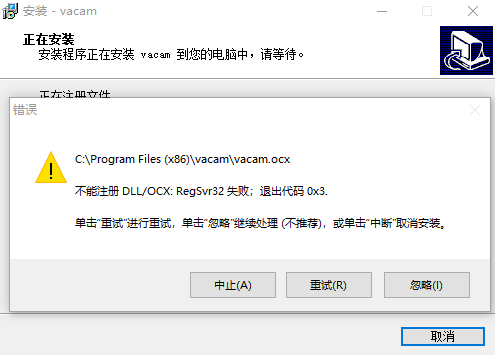 安装 - vacam
正在安装
安装程序正在安装 vacam 到您的电脑中，请等待。
正在注册文件
错误
C:\Program Files (x86)\vacam\vacam.ocx
不能注册 DLL/OCX: RegSvr32 失败；退出代码 0x3.
单击“重试”进行重试，单击“忽略”继续处理 (不推荐)，或单击“中断”取消安装。
中止(A)
重试(R)
忽略(I)
取消